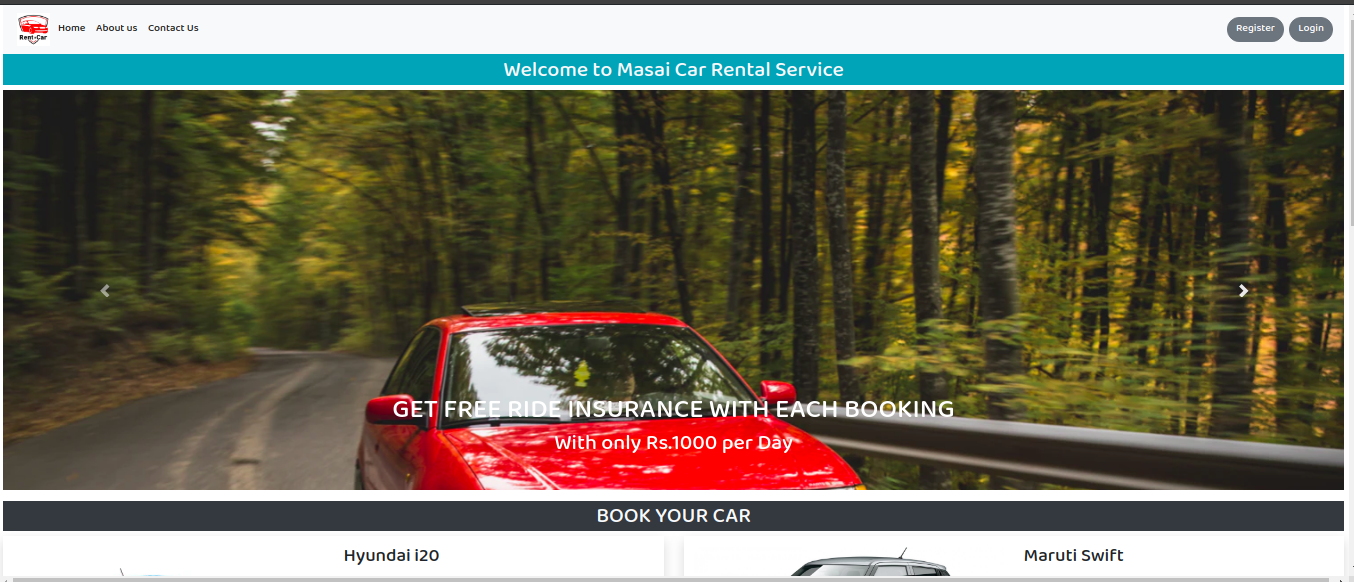 Rent-Car
Home About us Contact Us Register Login
Welcome to Masai Car Rental Service
GET FREE RIDE INSURANCE WITH EACH BOOKING
With only Rs.1000 per Day
BOOK YOUR CAR
Hyundai i20 Maruti Swift